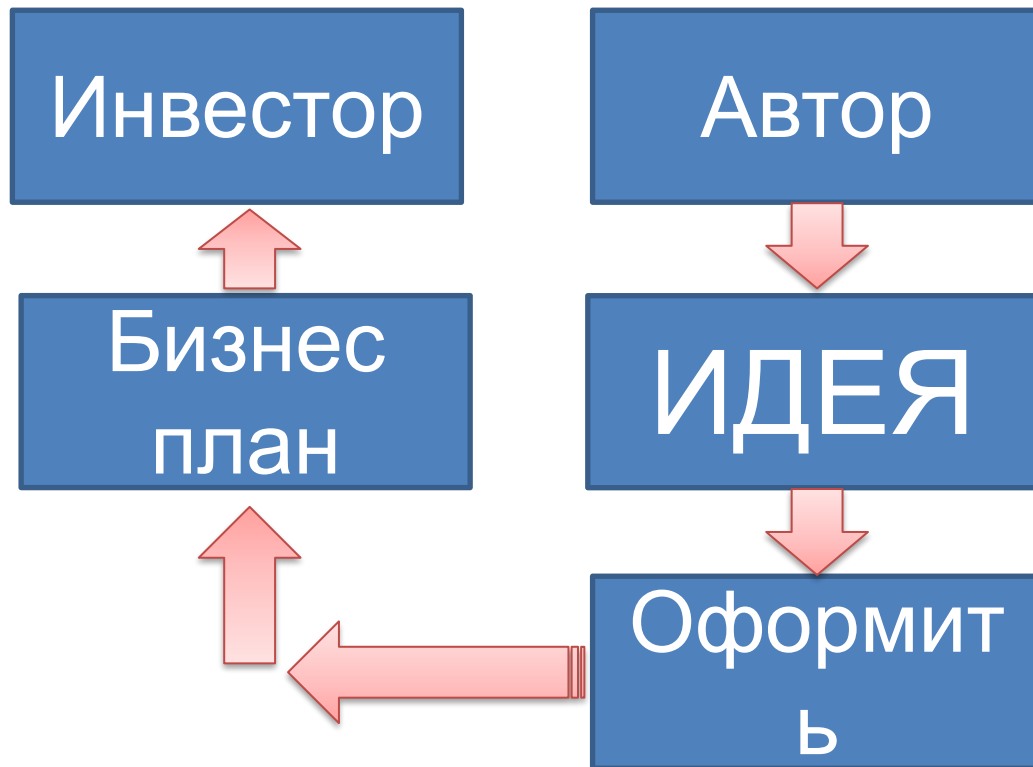 Инвестор
Автор
Бизнес
план
ИДЕЯ
Оформит
ь